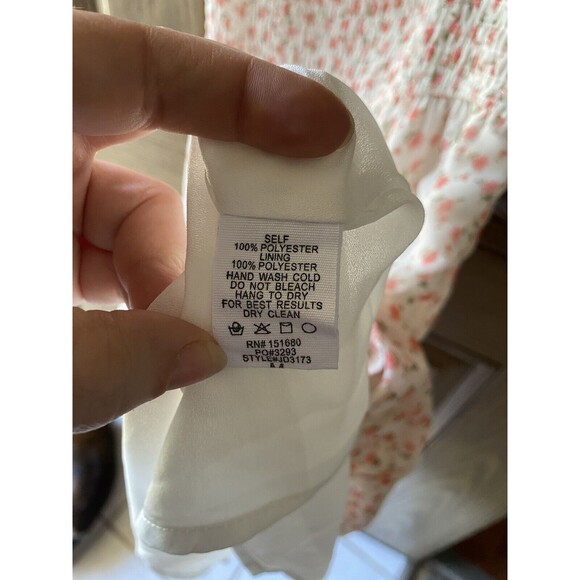 SELF
100% POLYESTER
LINING
100% POLYESTER
HAND WASH COLD
DO NOT BLEACH
HANG TO DRY
FOR BEST RESULTS
DRY CLEAN
RN# 151680
PO#3293
STYLE#JD3173